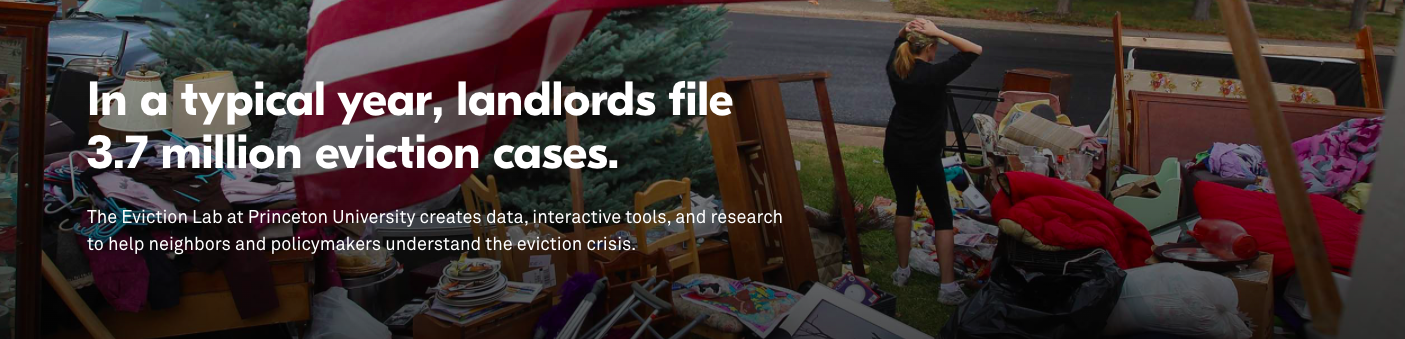 In a typical year, landlords file
3.7 million eviction cases.
The Eviction Lab at Princeton University creates data, interactive tools, and research
to help neighbors and policymakers understand the eviction crisis.